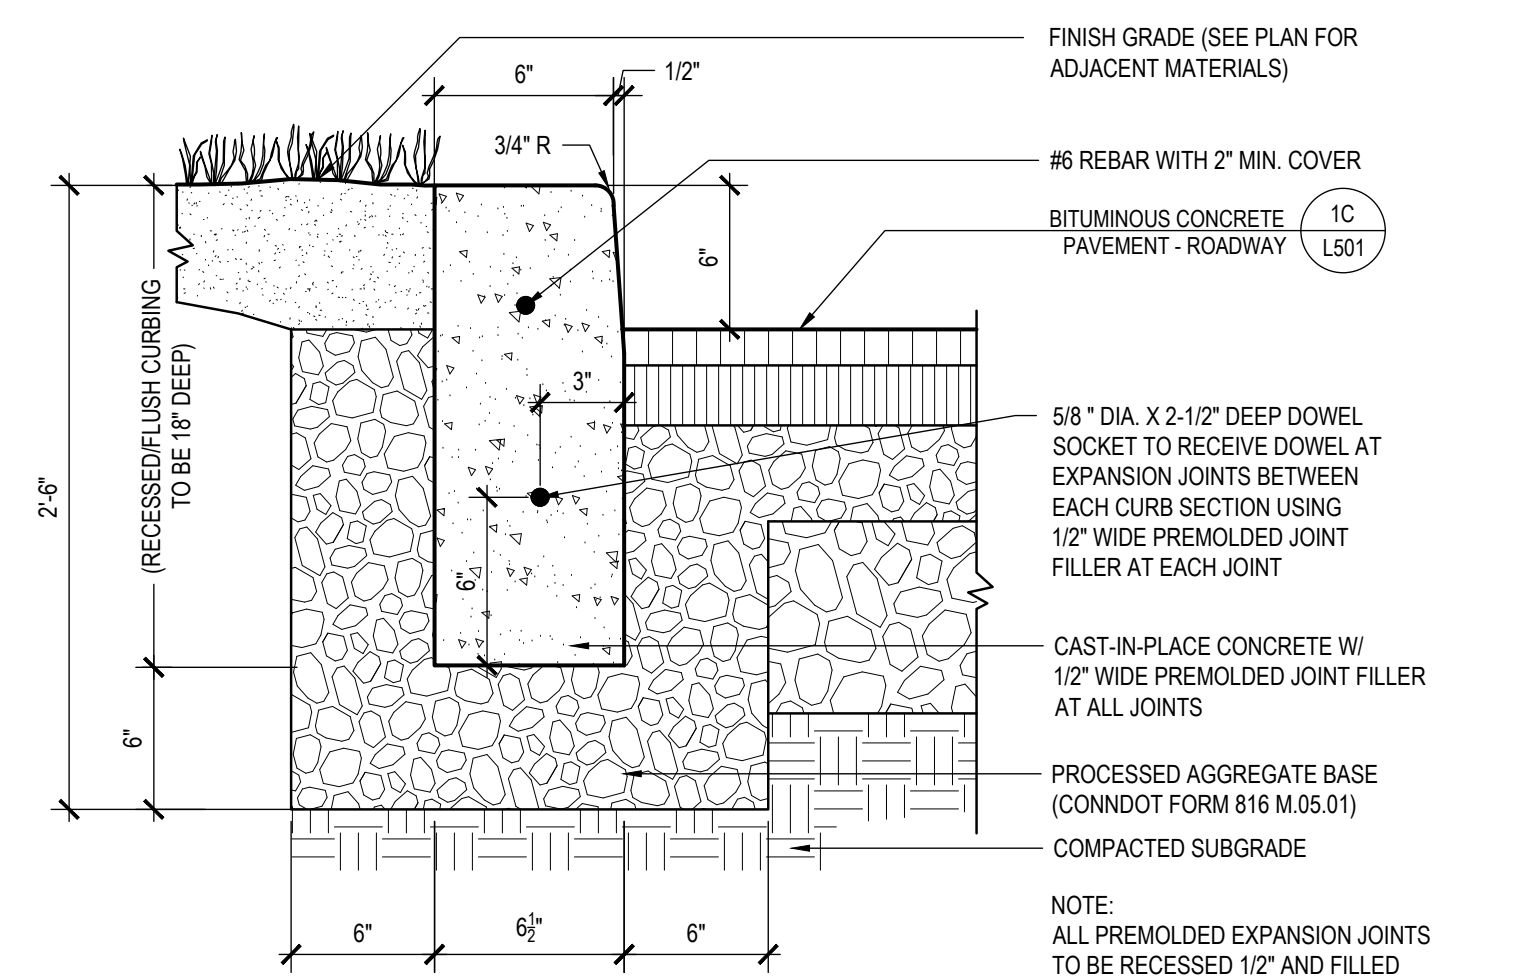 FINISH GRADE (SEE PLAN FOR
ADJACENT MATERIALS)
6"
1/2"
3/4" R
#6 REBAR WITH 2" MIN. COVER
BITUMINOUS CONCRETE
PAVEMENT - ROADWAY
1C
L501
6"
(RECESSED/FLUSH CURBING
TO BE 18" DEEP)
2'-6"
3"
5/8 " DIA. X 2-1/2" DEEP DOWEL
SOCKET TO RECEIVE DOWEL AT
EXPANSION JOINTS BETWEEN
EACH CURB SECTION USING
1/2" WIDE PREMOLDED JOINT
FILLER AT EACH JOINT
6"
CAST-IN-PLACE CONCRETE W/
1/2" WIDE PREMOLDED JOINT FILLER
AT ALL JOINTS
6"
PROCESSED AGGREGATE BASE
(CONNDOT FORM 816 M.05.01)
COMPACTED SUBGRADE
6"
6½"
6"
NOTE:
ALL PREMOLDED EXPANSION JOINTS
TO BE RECESSED 1/2" AND FILLED